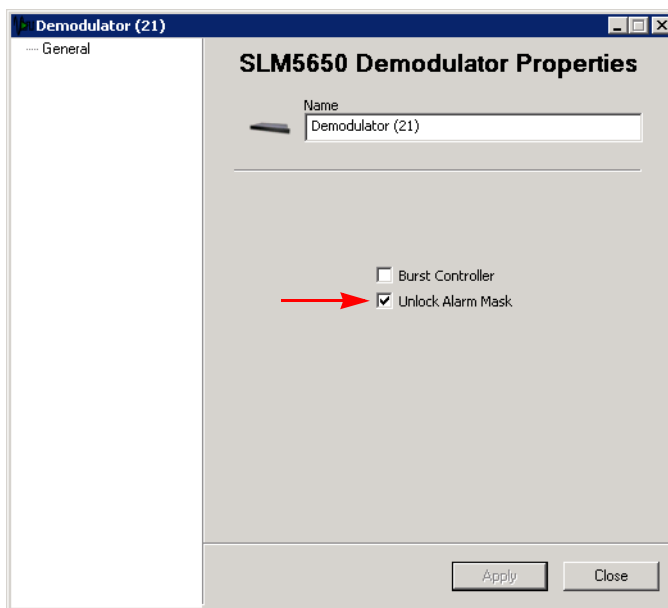 Demodulator (21)
General
SLM5650 Demodulator Properties
Name
Demodulator (21)
Burst Controller
Unlock Alarm Mask
Apply
Close